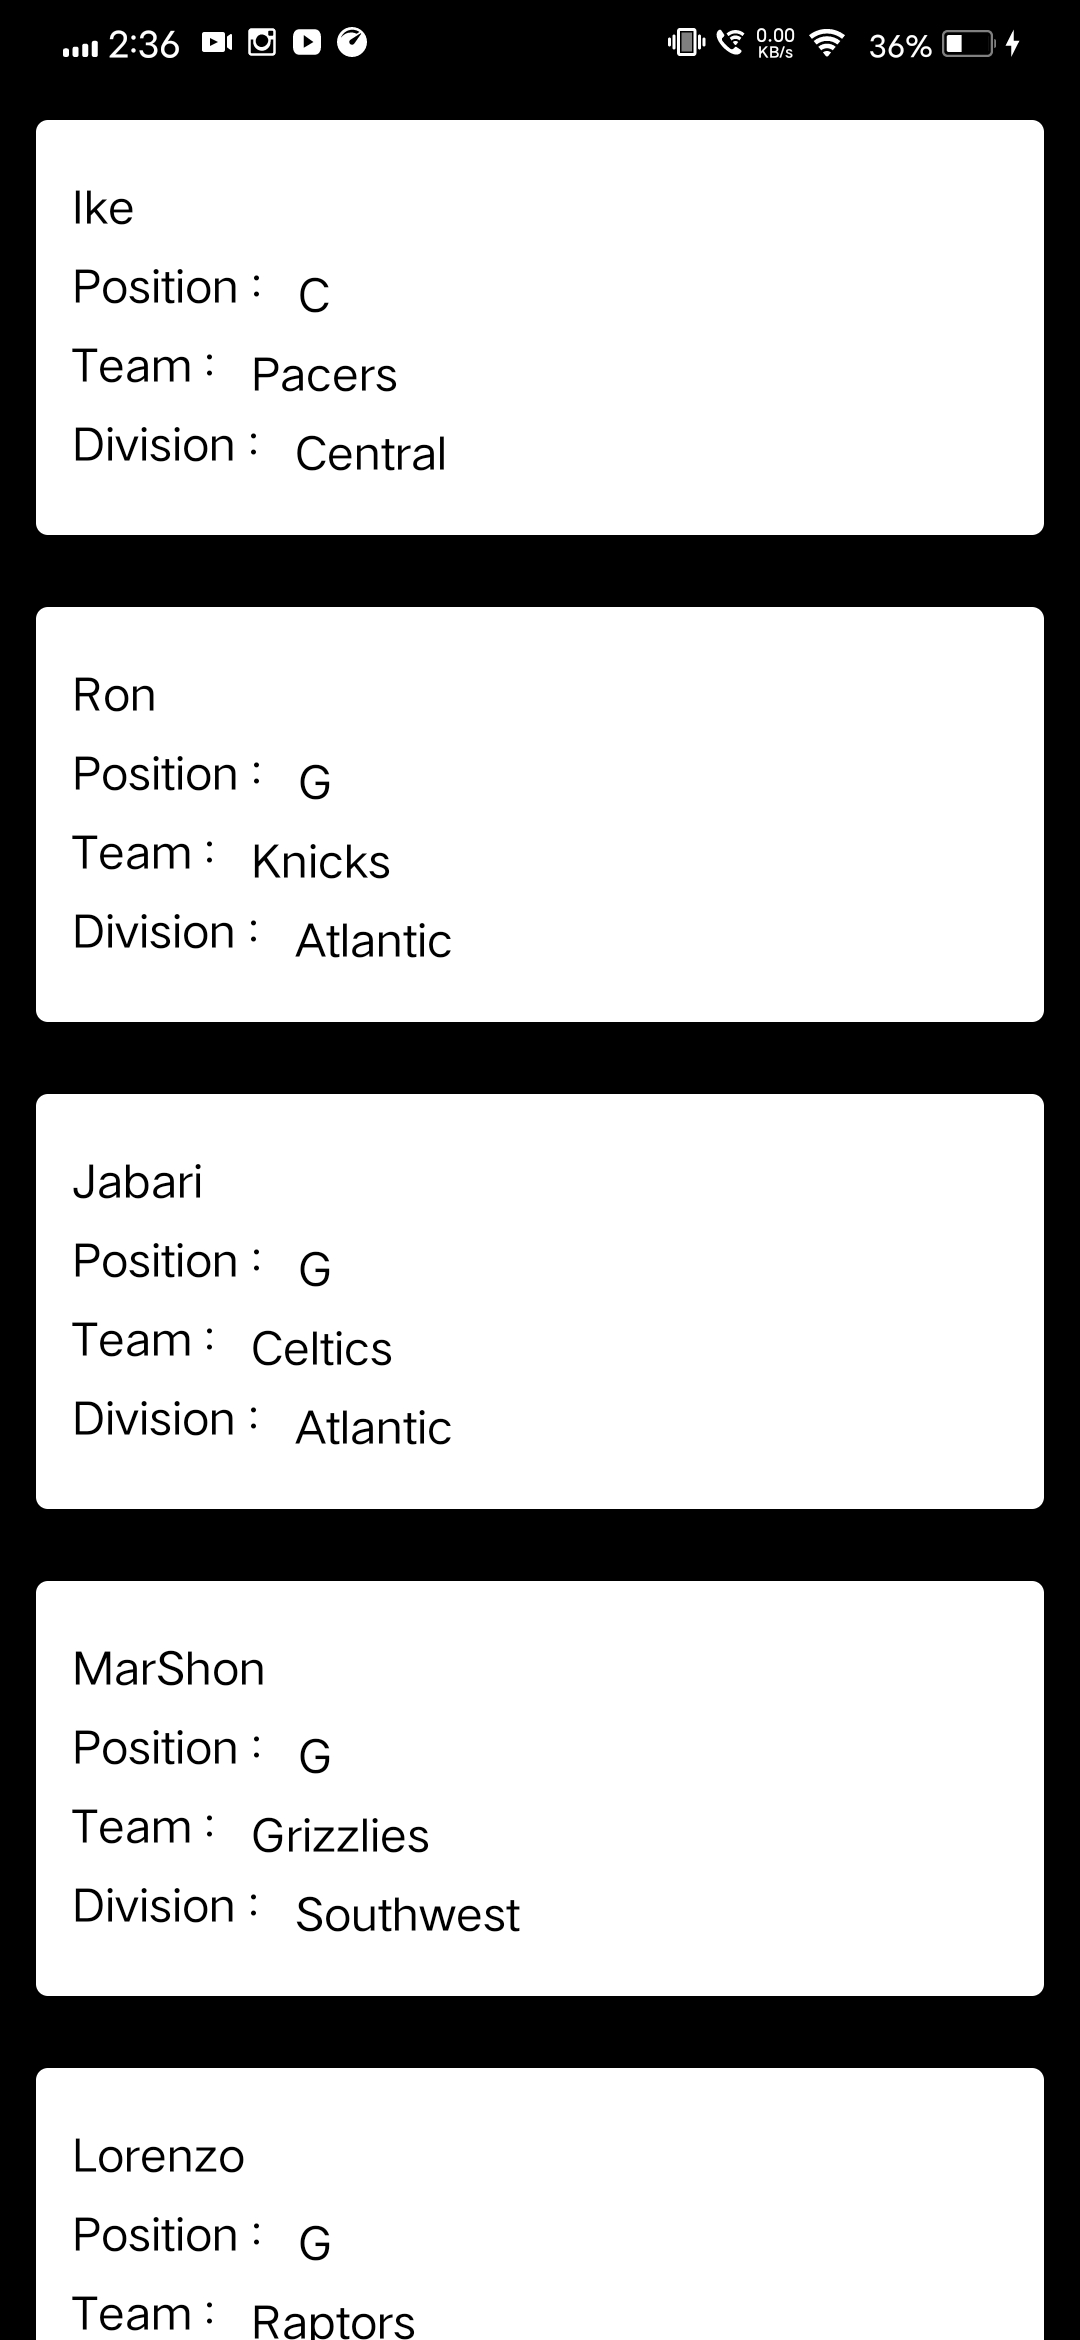 2:36 0.00 KB/s 36%
Ike
Position : C
Team : Pacers
Division : Central
Ron
Position : G
Team : Knicks
Division : Atlantic
Jabari
Position : G
Team : Celtics
Division : Atlantic
MarShon
Position : G
Team : Grizzlies
Division : Southwest
Lorenzo
Position : G
Team : Raptors